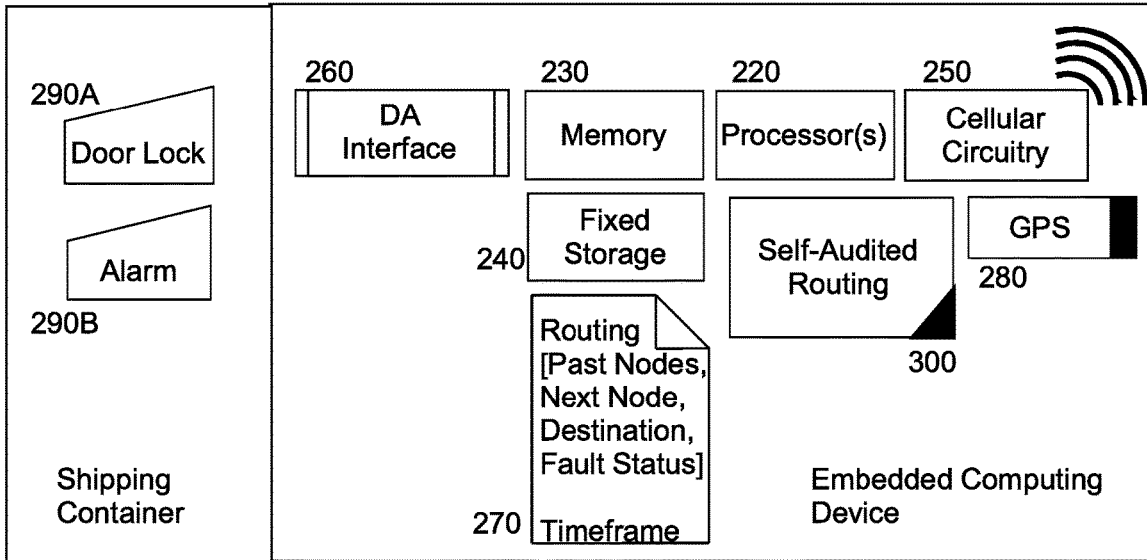 290A
Door Lock
Alarm
290B
Shipping
Container
260
DA
Interface
230
Memory
220
Processor(s)
250
Cellular
Circuitry
Fixed
Storage
240
Self-Audited
Routing
300
GPS
280
Routing
[Past Nodes,
Next Node,
Destination,
Fault Status]
Timeframe
270
Embedded Computing
Device